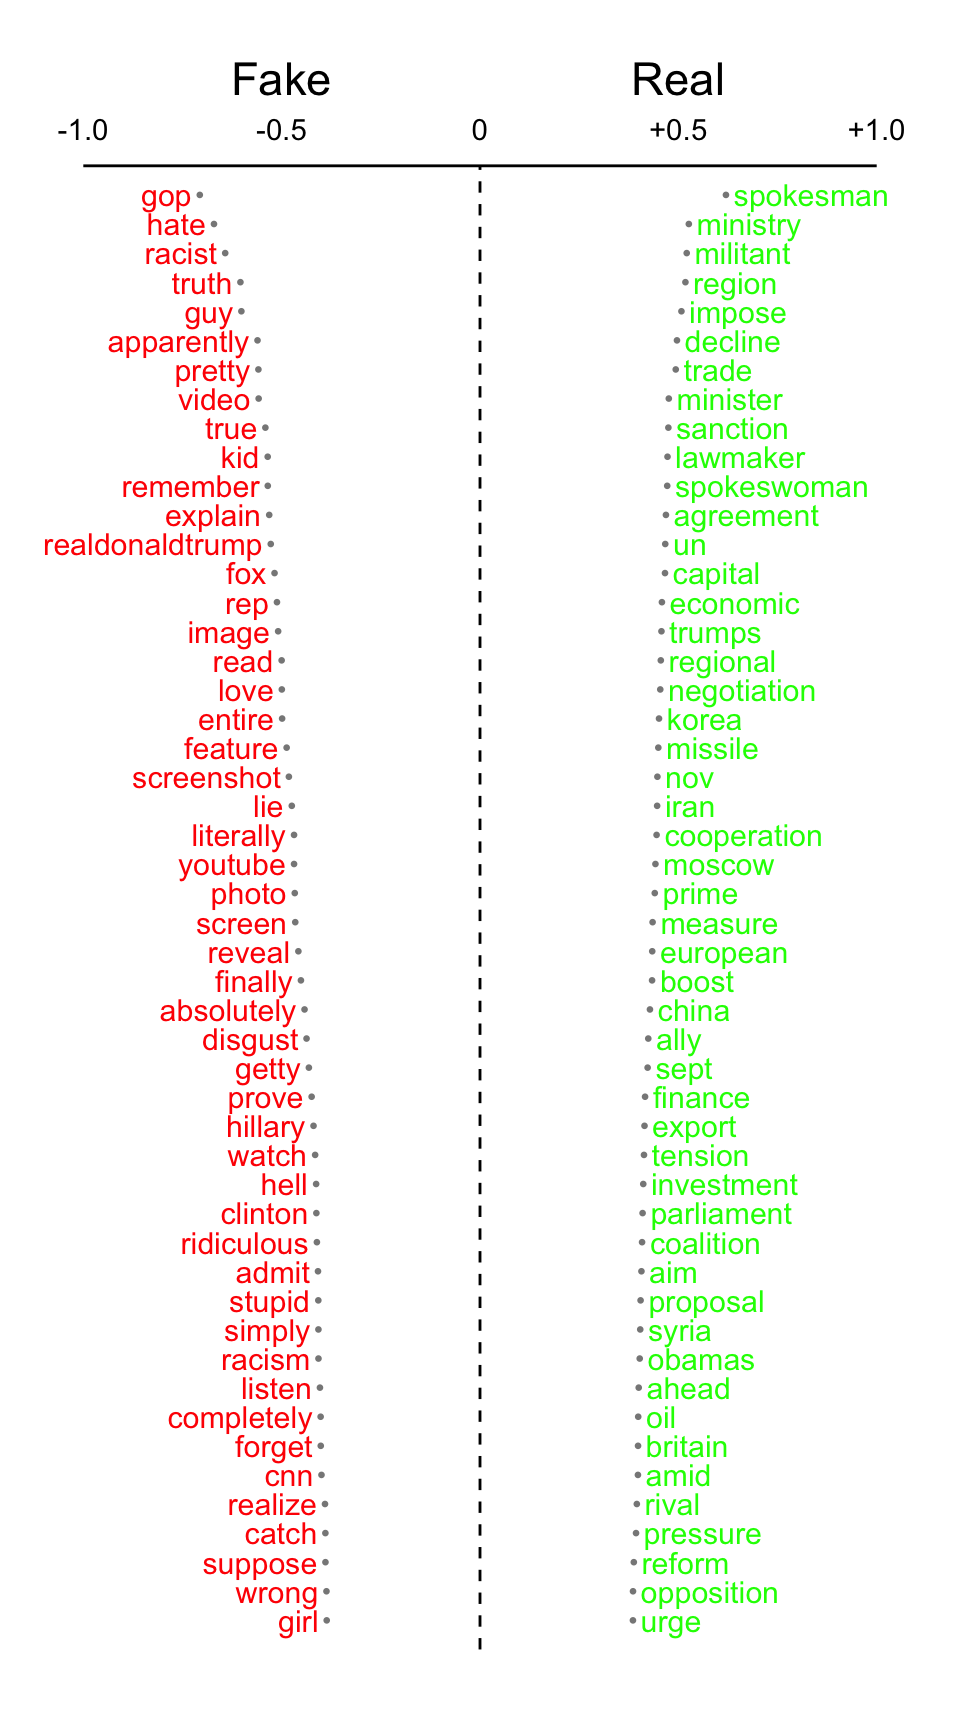 Fake Real
-1.0 -0.5 0 +0.5 +1.0
gop spokesman
hate ministry
racist militant
truth region
guy impose
apparently decline
pretty trade
video minister
true sanction
kid lawmaker
remember spokeswoman
explain agreement
realdonaldtrump un
fox capital
rep economic
image trumps
read regional
love negotiation
entire korea
feature missile
screenshot nov
lie iran
literally cooperation
youtube moscow
photo prime
screen measure
reveal european
finally boost
absolutely china
disgust ally
getty sept
prove finance
hillary export
watch tension
hell investment
clinton parliament
ridiculous coalition
admit aim
stupid proposal
simply syria
racism obamas
listen ahead
completely oil
forget britain
cnn amid
realize rival
catch pressure
suppose reform
wrong opposition
girl urge